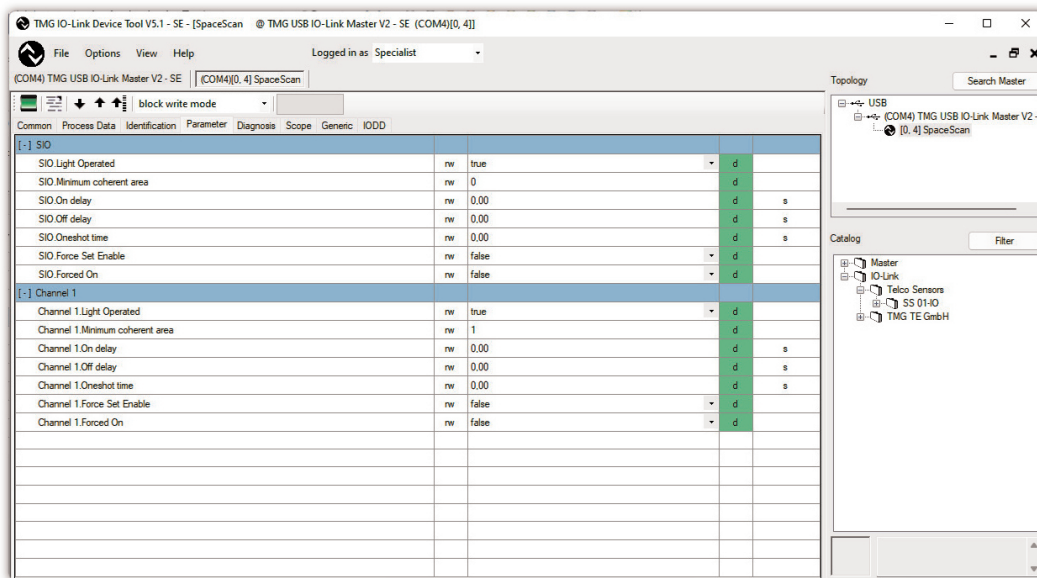 TMG IO-Link Device Tool V5.1 - SE - [SpaceScan @ TMG USB IO-Link Master V2 - SE (COM4)[0, 4]]
File Options View Help Logged in as Specialist
(COM4) TMG USB IO-Link Master V2 - SE (COM4)[0, 4] SpaceScan
block write mode
Common Process Data Identification Parameter Diagnosis Scope Generic IODD
[-] SIO
SIO.Light Operated rw true d
SIO.Minimum coherent area rw 0 d
SIO.On delay rw 0,00 d s
SIO.Off delay rw 0,00 d s
SIO.Oneshot time rw 0,00 d s
SIO.Force Set Enable rw false d
SIO.Forced On rw false d
[-] Channel 1
Channel 1.Light Operated rw true d
Channel 1.Minimum coherent area rw 1 d
Channel 1.On delay rw 0,00 d s
Channel 1.Off delay rw 0,00 d s
Channel 1.Oneshot time rw 0,00 d s
Channel 1.Force Set Enable rw false d
Channel 1.Forced On rw false d
Topology Search Master
USB
(COM4) TMG USB IO-Link Master V2 -
[0, 4] SpaceScan
Catalog Filter
Master
IO-Link
Telco Sensors
SS 01-IO
TMG TE GmbH